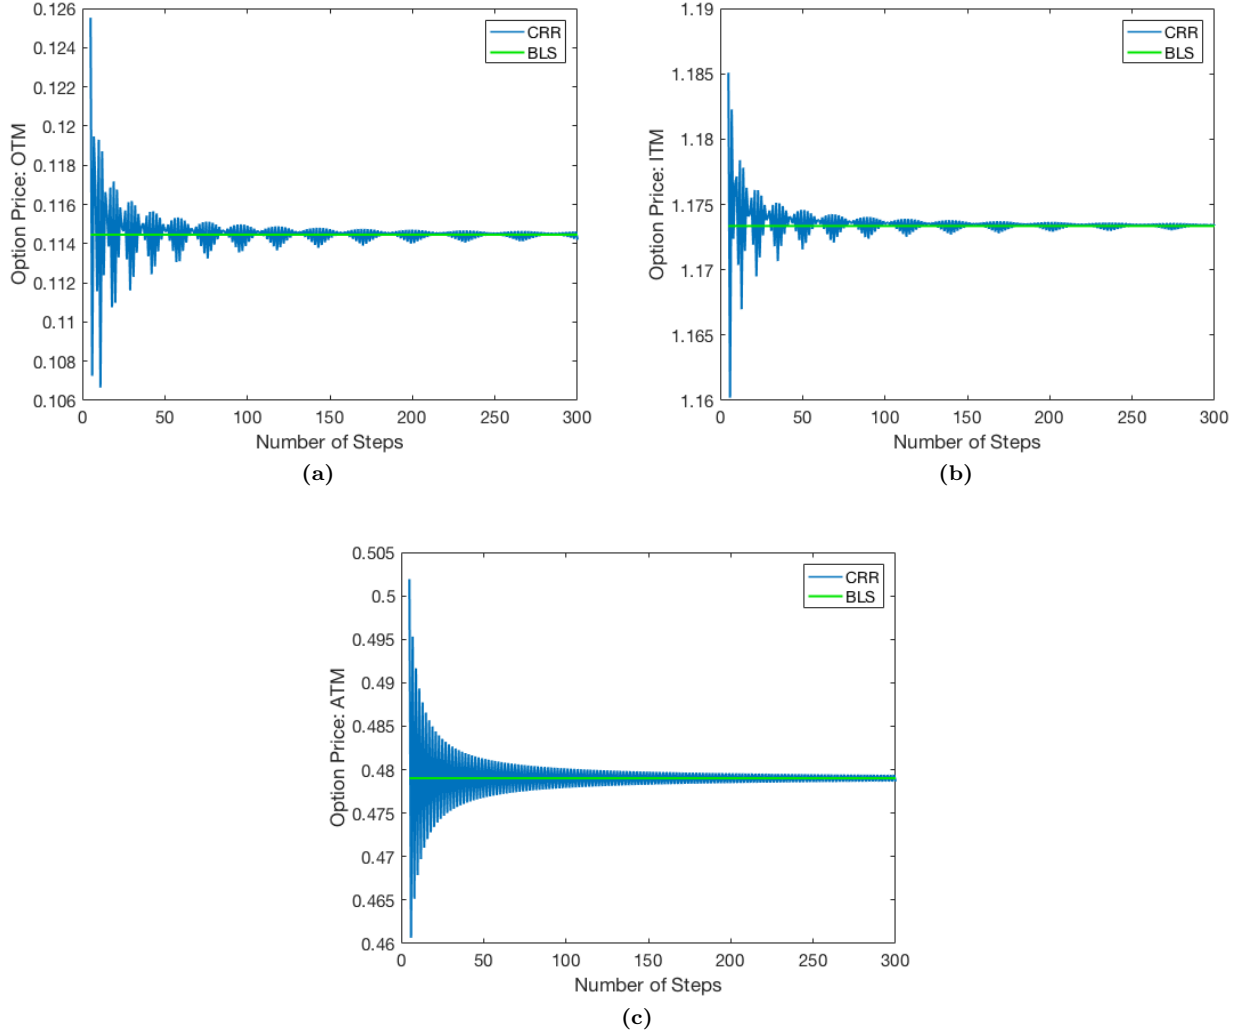 0.126
0.124
0.122
0.12
0.118
0.116
0.114
0.112
0.11
0.108
0.106
Option Price: OTM
0 50 100 150 200 250 300
Number of Steps
CRR
BLS
(a)
1.19
1.185
1.18
1.175
1.17
1.165
1.16
Option Price: ITM
0 50 100 150 200 250 300
Number of Steps
CRR
BLS
(b)
0.505
0.5
0.495
0.49
0.485
0.48
0.475
0.47
0.465
0.46
Option Price: ATM
0 50 100 150 200 250 300
Number of Steps
CRR
BLS
(c)